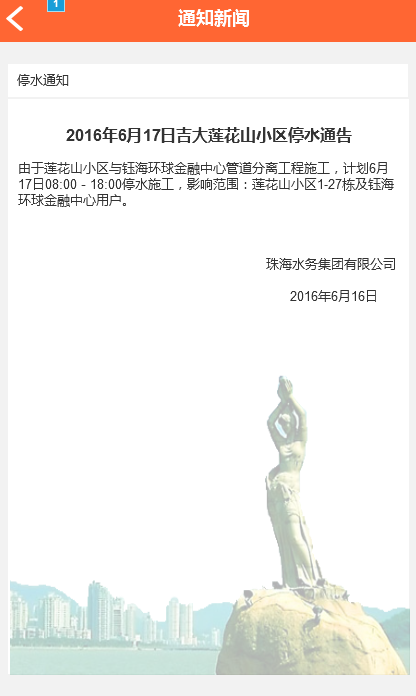 1
通知新闻
停水通知
2016年6月17日吉大莲花山小区停水通告
由于莲花山小区与钰海环球金融中心管道分离工程施工，计划6月
17日08:00－18:00停水施工，影响范围：莲花山小区1-27栋及钰海
环球金融中心用户。
珠海水务集团有限公司
2016年6月16日